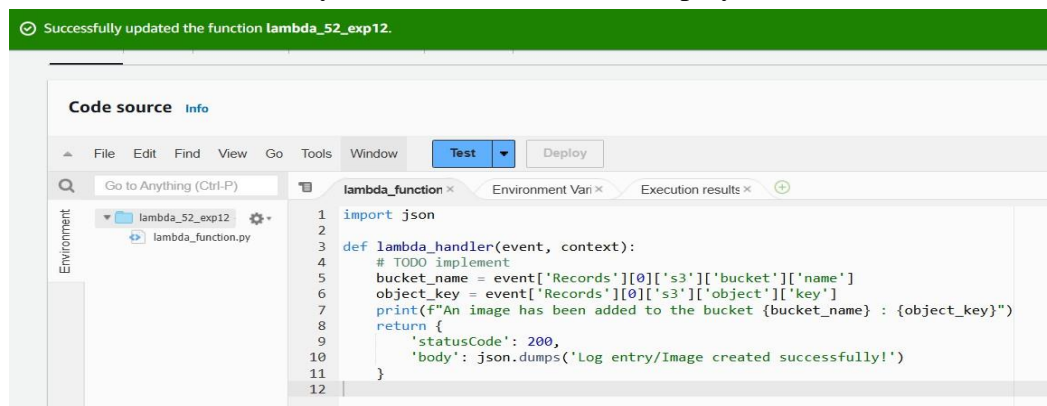 Successfully updated the function lambda_52_exp12.
Code source Info
File Edit Find View Go Tools Window Test Deploy
Go to Anything (Ctrl-P)
lambda_function × Environment Vari × Execution results ×
Environment
lambda_52_exp12
lambda_function.py
1 import json
2
3 def lambda_handler(event, context):
4     # TODO implement
5     bucket_name = event['Records'][0]['s3']['bucket']['name']
6     object_key = event['Records'][0]['s3']['object']['key']
7     print(f"An image has been added to the bucket {bucket_name} : {object_key}")
8     return {
9         'statusCode': 200,
10         'body': json.dumps('Log entry/Image created successfully!')
11     }
12